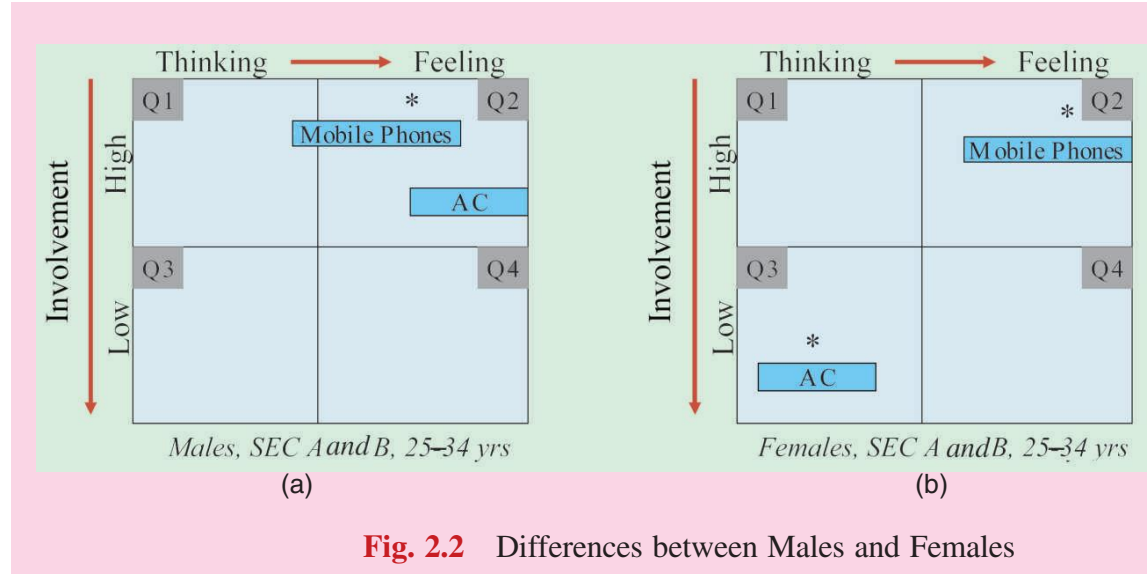 Thinking Feeling
Q1 * Q2
Mobile Phones
AC
Q3 Q4
Involvement
High
Low
Males, SEC A and B, 25–34 yrs
(a)
Thinking Feeling
Q1 * Q2
Mobile Phones
Q3 Q4
*
AC
Involvement
High
Low
Females, SEC A and B, 25–34 yrs
(b)
Fig. 2.2 Differences between Males and Females